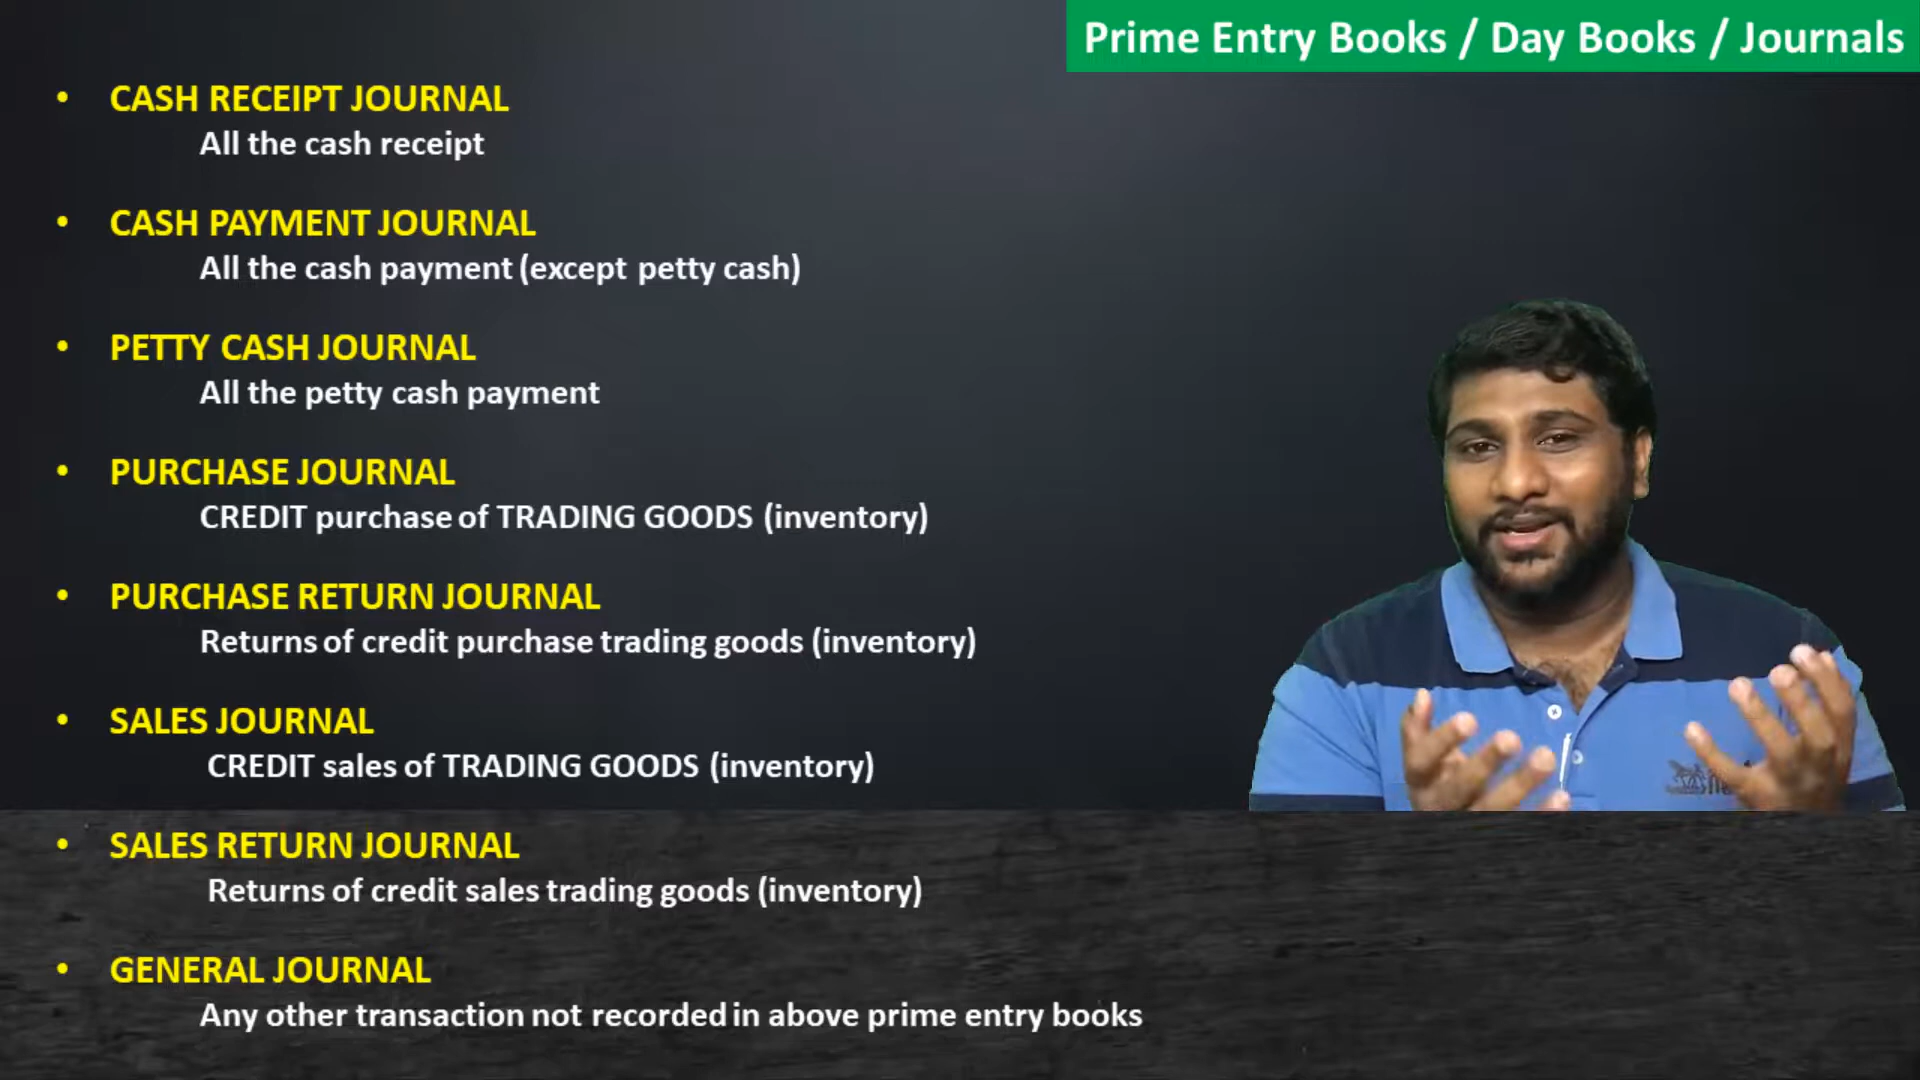 Prime Entry Books / Day Books / Journals
• CASH RECEIPT JOURNAL
All the cash receipt
• CASH PAYMENT JOURNAL
All the cash payment (except petty cash)
• PETTY CASH JOURNAL
All the petty cash payment
• PURCHASE JOURNAL
CREDIT purchase of TRADING GOODS (inventory)
• PURCHASE RETURN JOURNAL
Returns of credit purchase trading goods (inventory)
• SALES JOURNAL
CREDIT sales of TRADING GOODS (inventory)
• SALES RETURN JOURNAL
Returns of credit sales trading goods (inventory)
• GENERAL JOURNAL
Any other transaction not recorded in above prime entry books